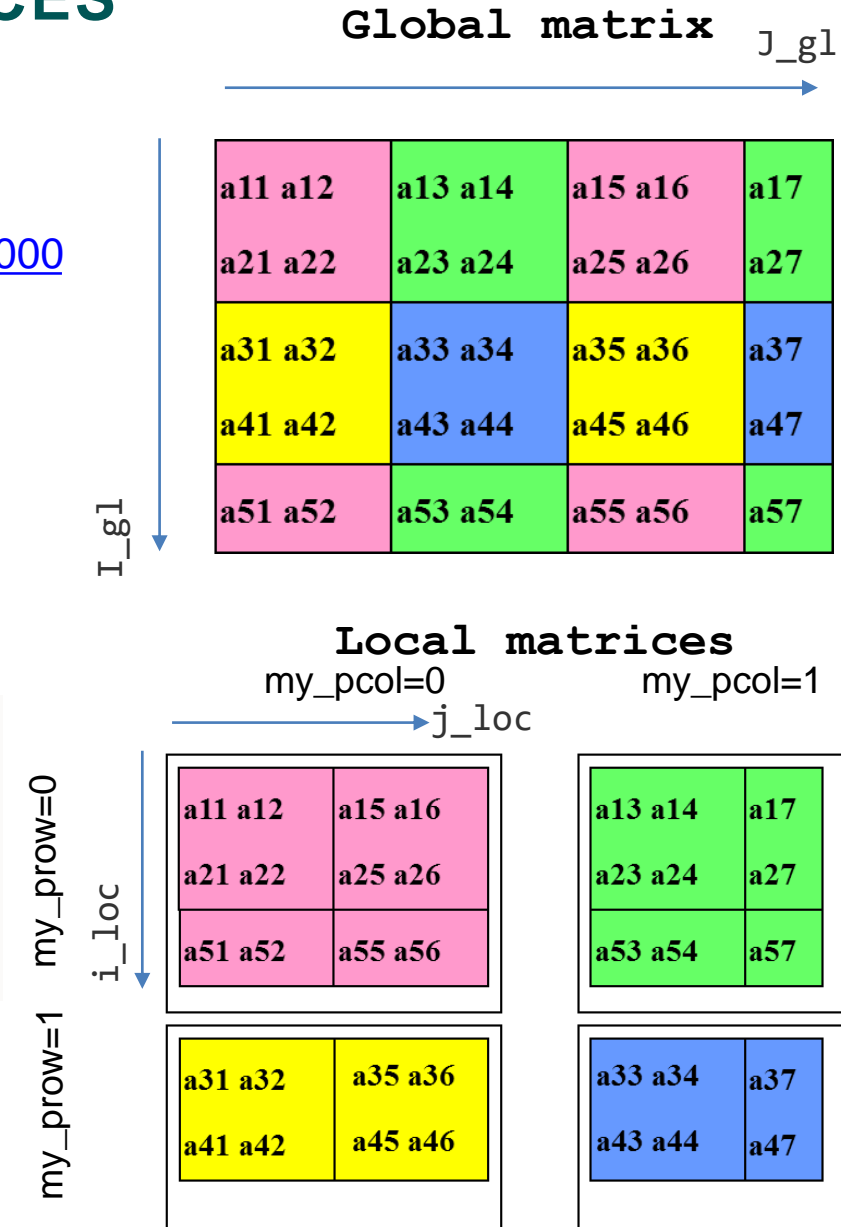 CES
Global matrix
J_gl
000
a11 a12 a13 a14 a15 a16 a17
a21 a22 a23 a24 a25 a26 a27
a31 a32 a33 a34 a35 a36 a37
a41 a42 a43 a44 a45 a46 a47
a51 a52 a53 a54 a55 a56 a57
I_gl
Local matrices
my_pcol=0 my_pcol=1
j_loc
my_prow=0
i_loc
a11 a12 a15 a16 a13 a14 a17
a21 a22 a25 a26 a23 a24 a27
a51 a52 a55 a56 a53 a54 a57
my_prow=1
a31 a32 a35 a36 a33 a34 a37
a41 a42 a45 a46 a43 a44 a47